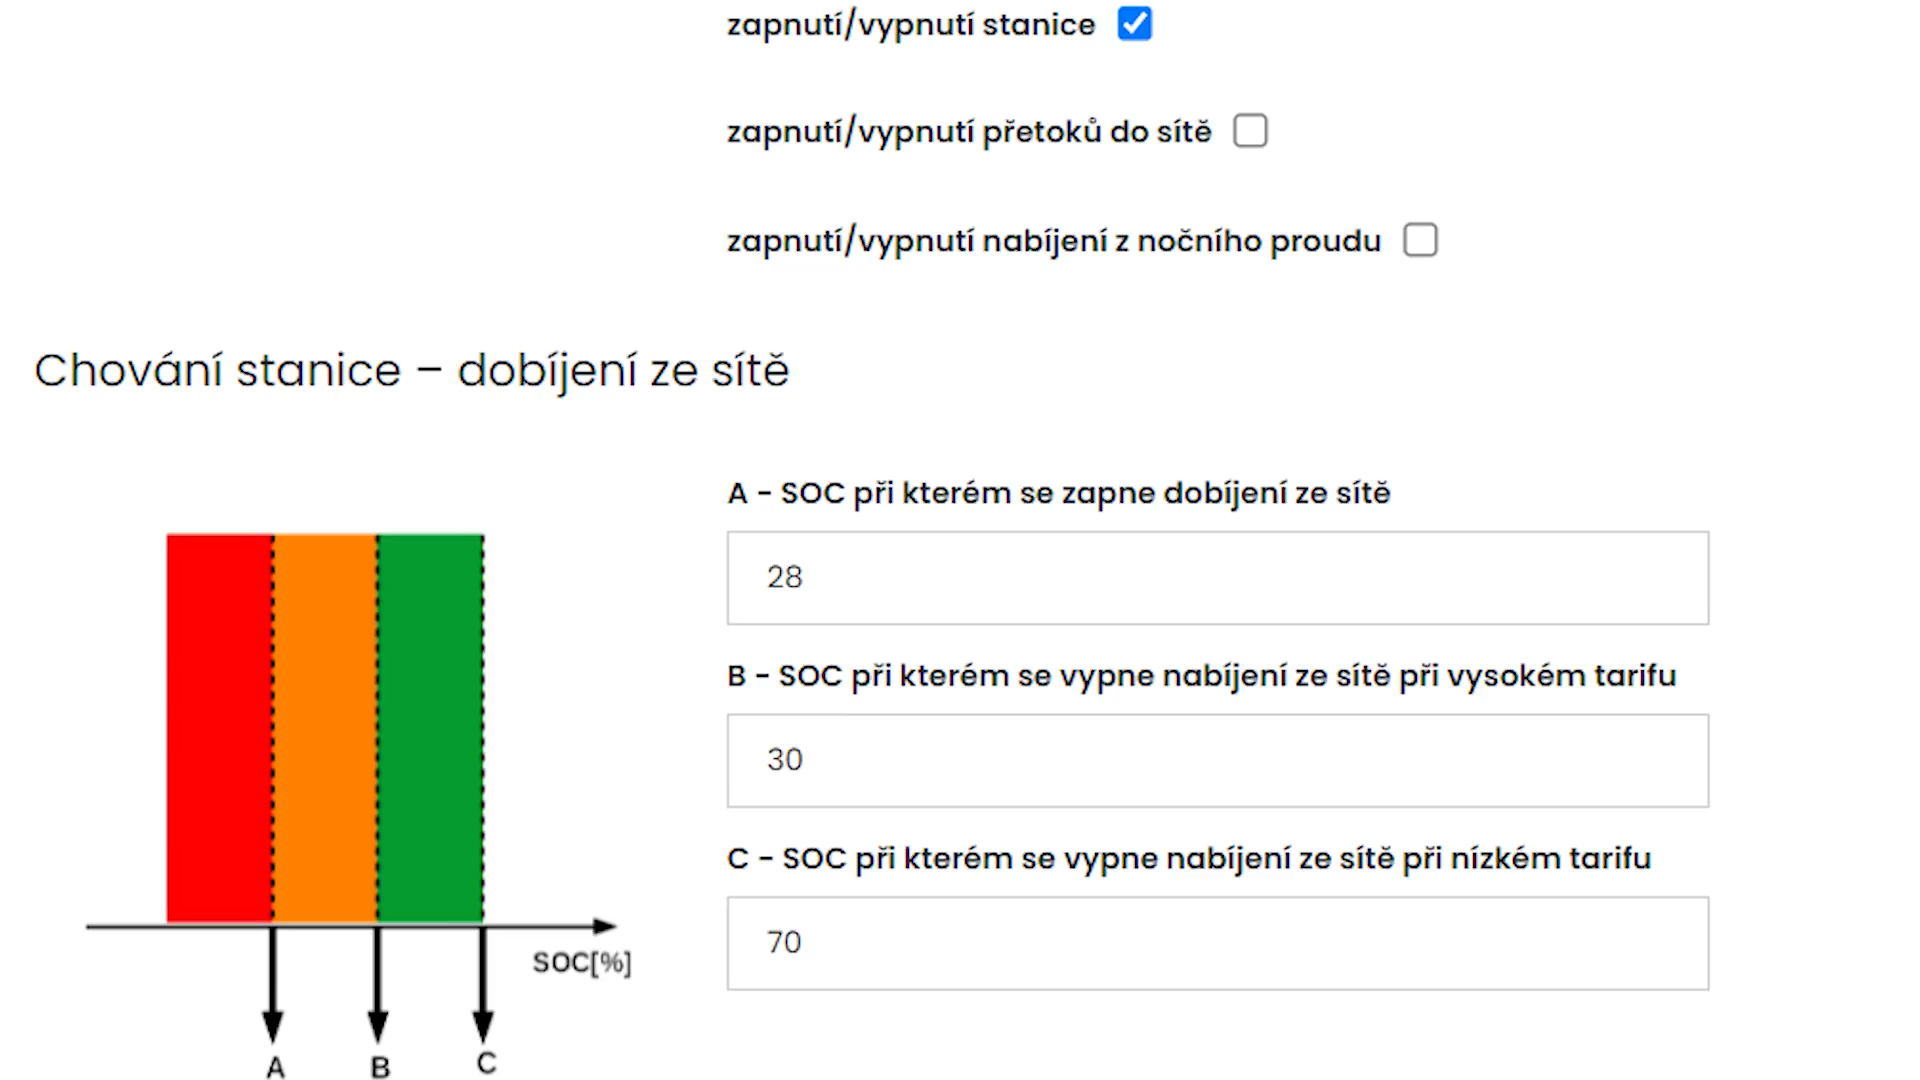 zapnutí/vypnutí stanice
zapnutí/vypnutí přetoků do sítě
zapnutí/vypnutí nabíjení z nočního proudu
Chování stanice – dobíjení ze sítě
A - SOC při kterém se zapne dobíjení ze sítě
28
B - SOC při kterém se vypne nabíjení ze sítě při vysokém tarifu
30
C - SOC při kterém se vypne nabíjení ze sítě při nízkém tarifu
70
SOC[%]
A B C